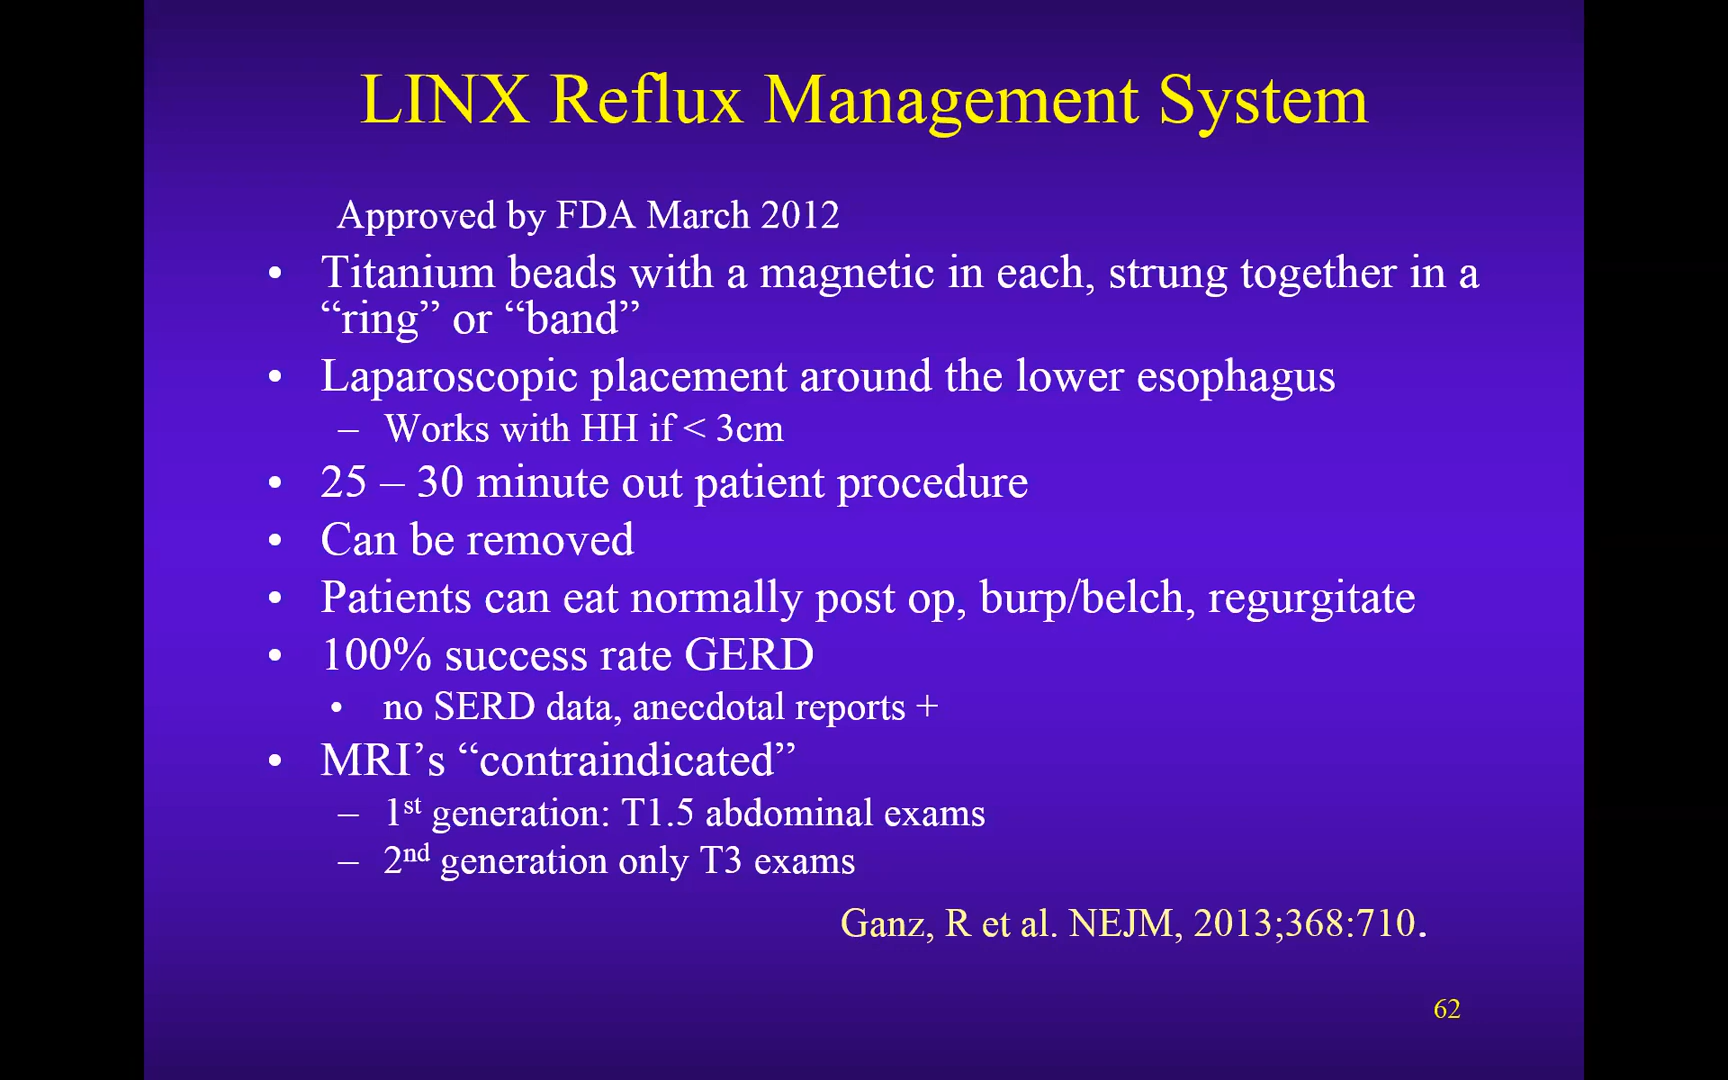 LINX Reflux Management System
Approved by FDA March 2012
• Titanium beads with a magnetic in each, strung together in a
“ring” or “band”
• Laparoscopic placement around the lower esophagus
– Works with HH if < 3cm
• 25 – 30 minute out patient procedure
• Can be removed
• Patients can eat normally post op, burp/belch, regurgitate
• 100% success rate GERD
• no SERD data, anecdotal reports +
• MRI’s “contraindicated”
– 1st generation: T1.5 abdominal exams
– 2nd generation only T3 exams
Ganz, R et al. NEJM, 2013;368:710.
62